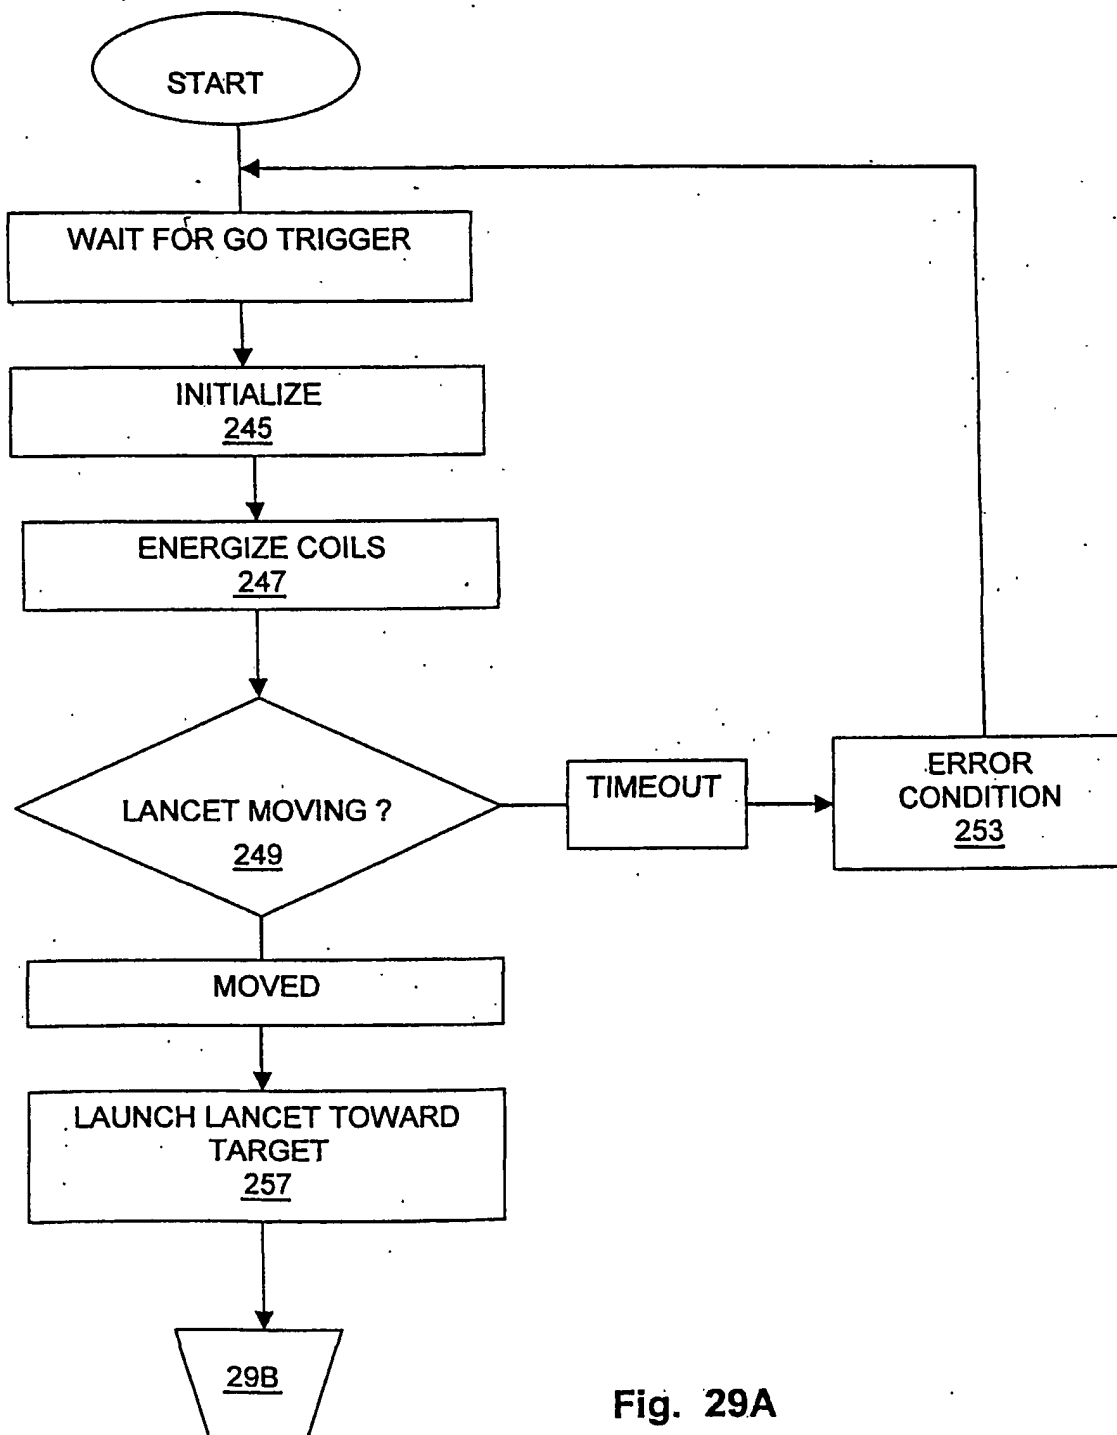 START
WAIT FOR GO TRIGGER
INITIALIZE
245
ENERGIZE COILS
247
LANCET MOVING ?
249
TIMEOUT
ERROR
CONDITION
253
MOVED
LAUNCH LANCET TOWARD
TARGET
257
29B
Fig. 29A